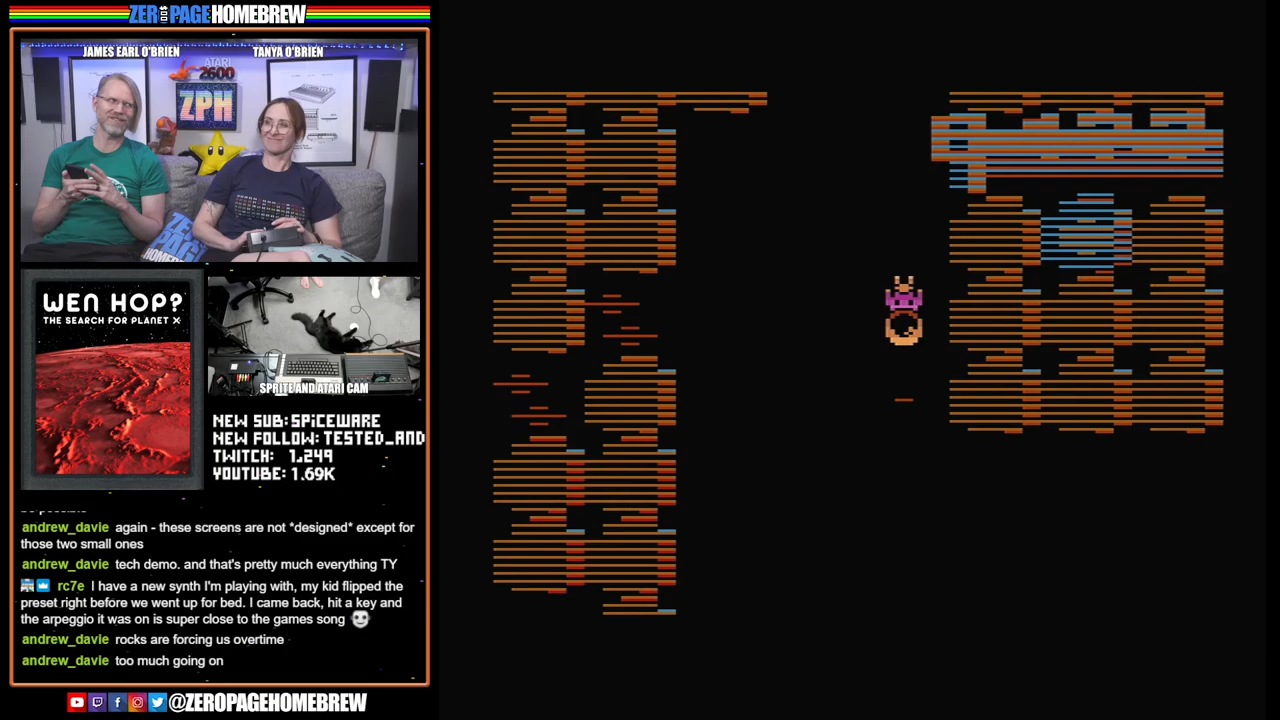 ZERO PAGE HOMEBREW
JAMES EARL O'BRIEN
TANYA O'BRIEN
ATARI
2600
ZPH
ZERO
PAGE
HOMEBREW
WEN HOP?
THE SEARCH FOR PLANET X
SPRITE AND ATARI CAM
NEW SUB: SPICEWARE
NEW FOLLOW: TESTED_AND
TWITCH: 1,249
YOUTUBE: 1.69K
be possible
andrew_davie again - these screens are not *designed* except for
those two small ones
andrew_davie tech demo. and that's pretty much everything TY
rc7e I have a new synth I'm playing with, my kid flipped the
preset right before we went up for bed. I came back, hit a key and
the arpeggio it was on is super close to the games song
andrew_davie rocks are forcing us overtime
andrew_davie too much going on
@ZEROPAGEHOMEBREW